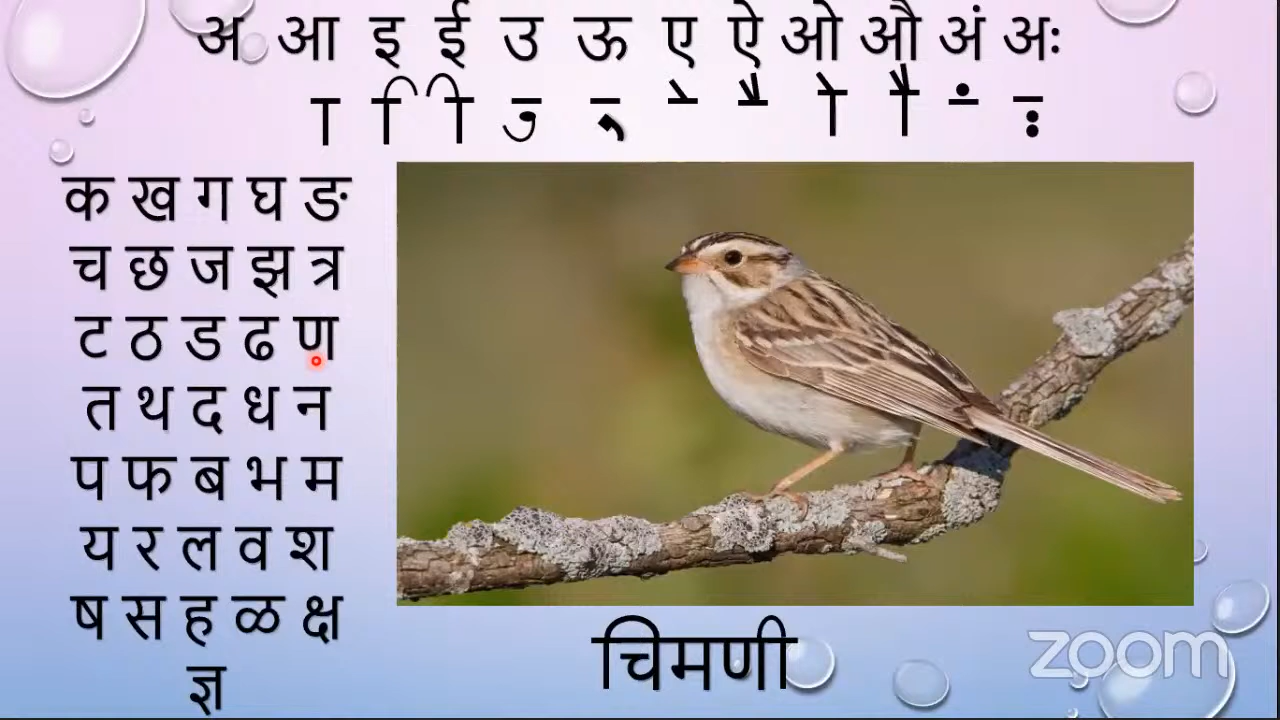 अ आ इ ई उ ऊ ए ऐ ओ औ अं अः
ा ि ी ु ू े ै ो ौ ं ः
क ख ग घ ङ
च छ ज झ त्र
ट ठ ड ढ ण
त थ द ध न
प फ ब भ म
य र ल व श
ष स ह ळ क्ष
ज्ञ
चिमणी
zoom